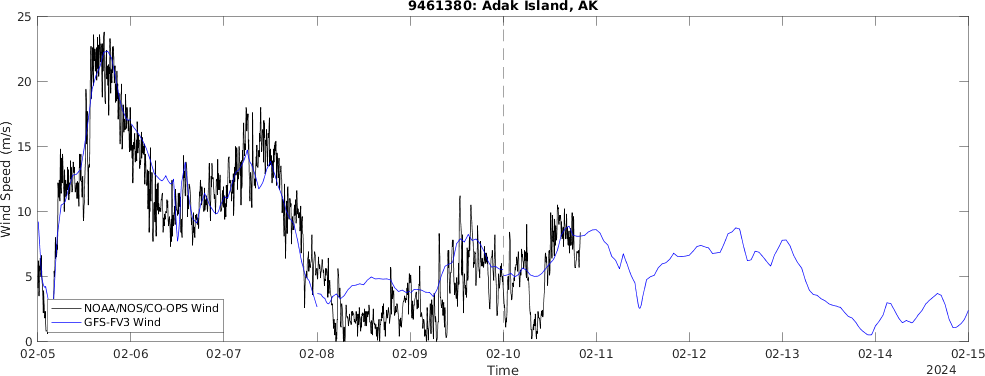 9461380: Adak Island, AK
25
20
15
10
5
0
Wind Speed (m/s)
NOAA/NOS/CO-OPS Wind
GFS-FV3 Wind
02-05 02-06 02-07 02-08 02-09 02-10 02-11 02-12 02-13 02-14 02-15
Time
2024